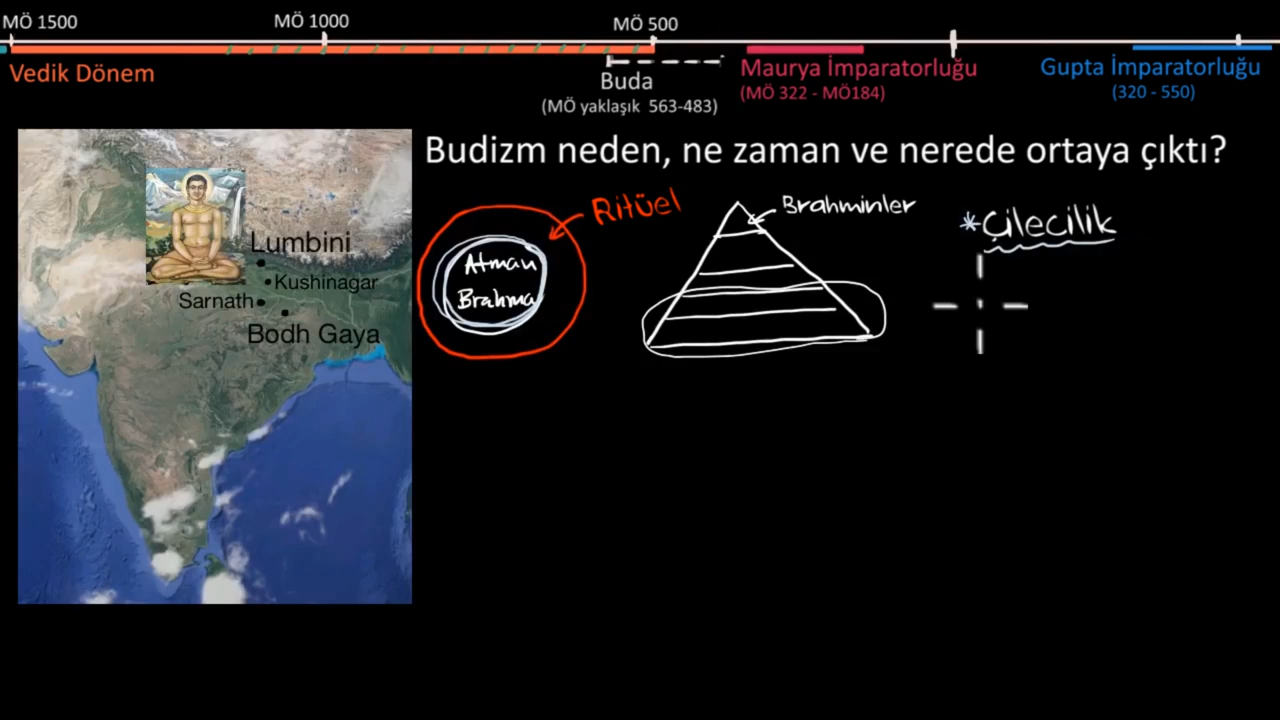 MÖ 1500
MÖ 1000
MÖ 500
Vedik Dönem
Buda
(MÖ yaklaşık 563-483)
Maurya İmparatorluğu
(MÖ 322 - MÖ184)
Gupta İmparatorluğu
(320 - 550)
Budizm neden, ne zaman ve nerede ortaya çıktı?
Ritüel
Atman
Brahma
Brahminler
*Çilecilik
Lumbini
Kushinagar
Sarnath
Bodh Gaya